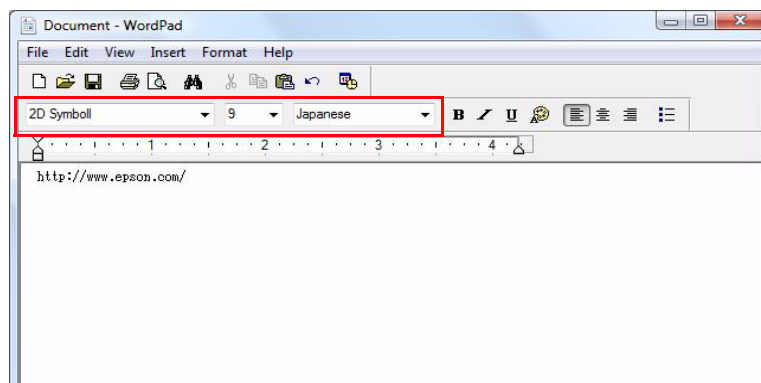 Document - WordPad
File Edit View Insert Format Help
2D Symboll 9 Japanese B U
1 2 3 4
http://www.epson.com/